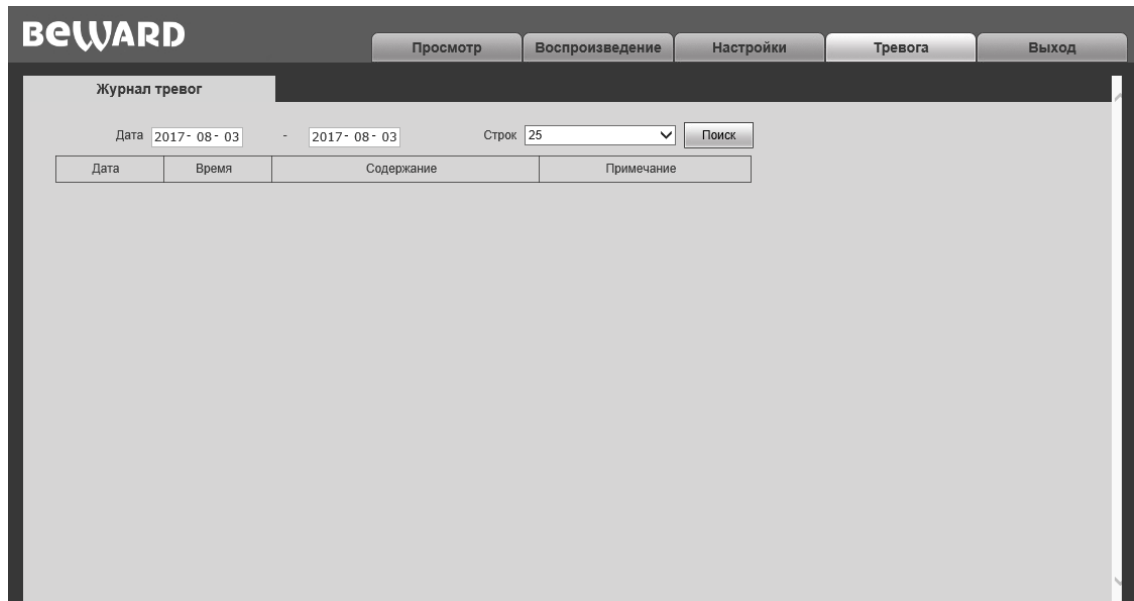 BEWARD
Просмотр Воспроизведение Настройки Тревога Выход
Журнал тревог
Дата 2017- 08- 03 - 2017- 08- 03 Строк 25 Поиск
Дата Время Содержание Примечание